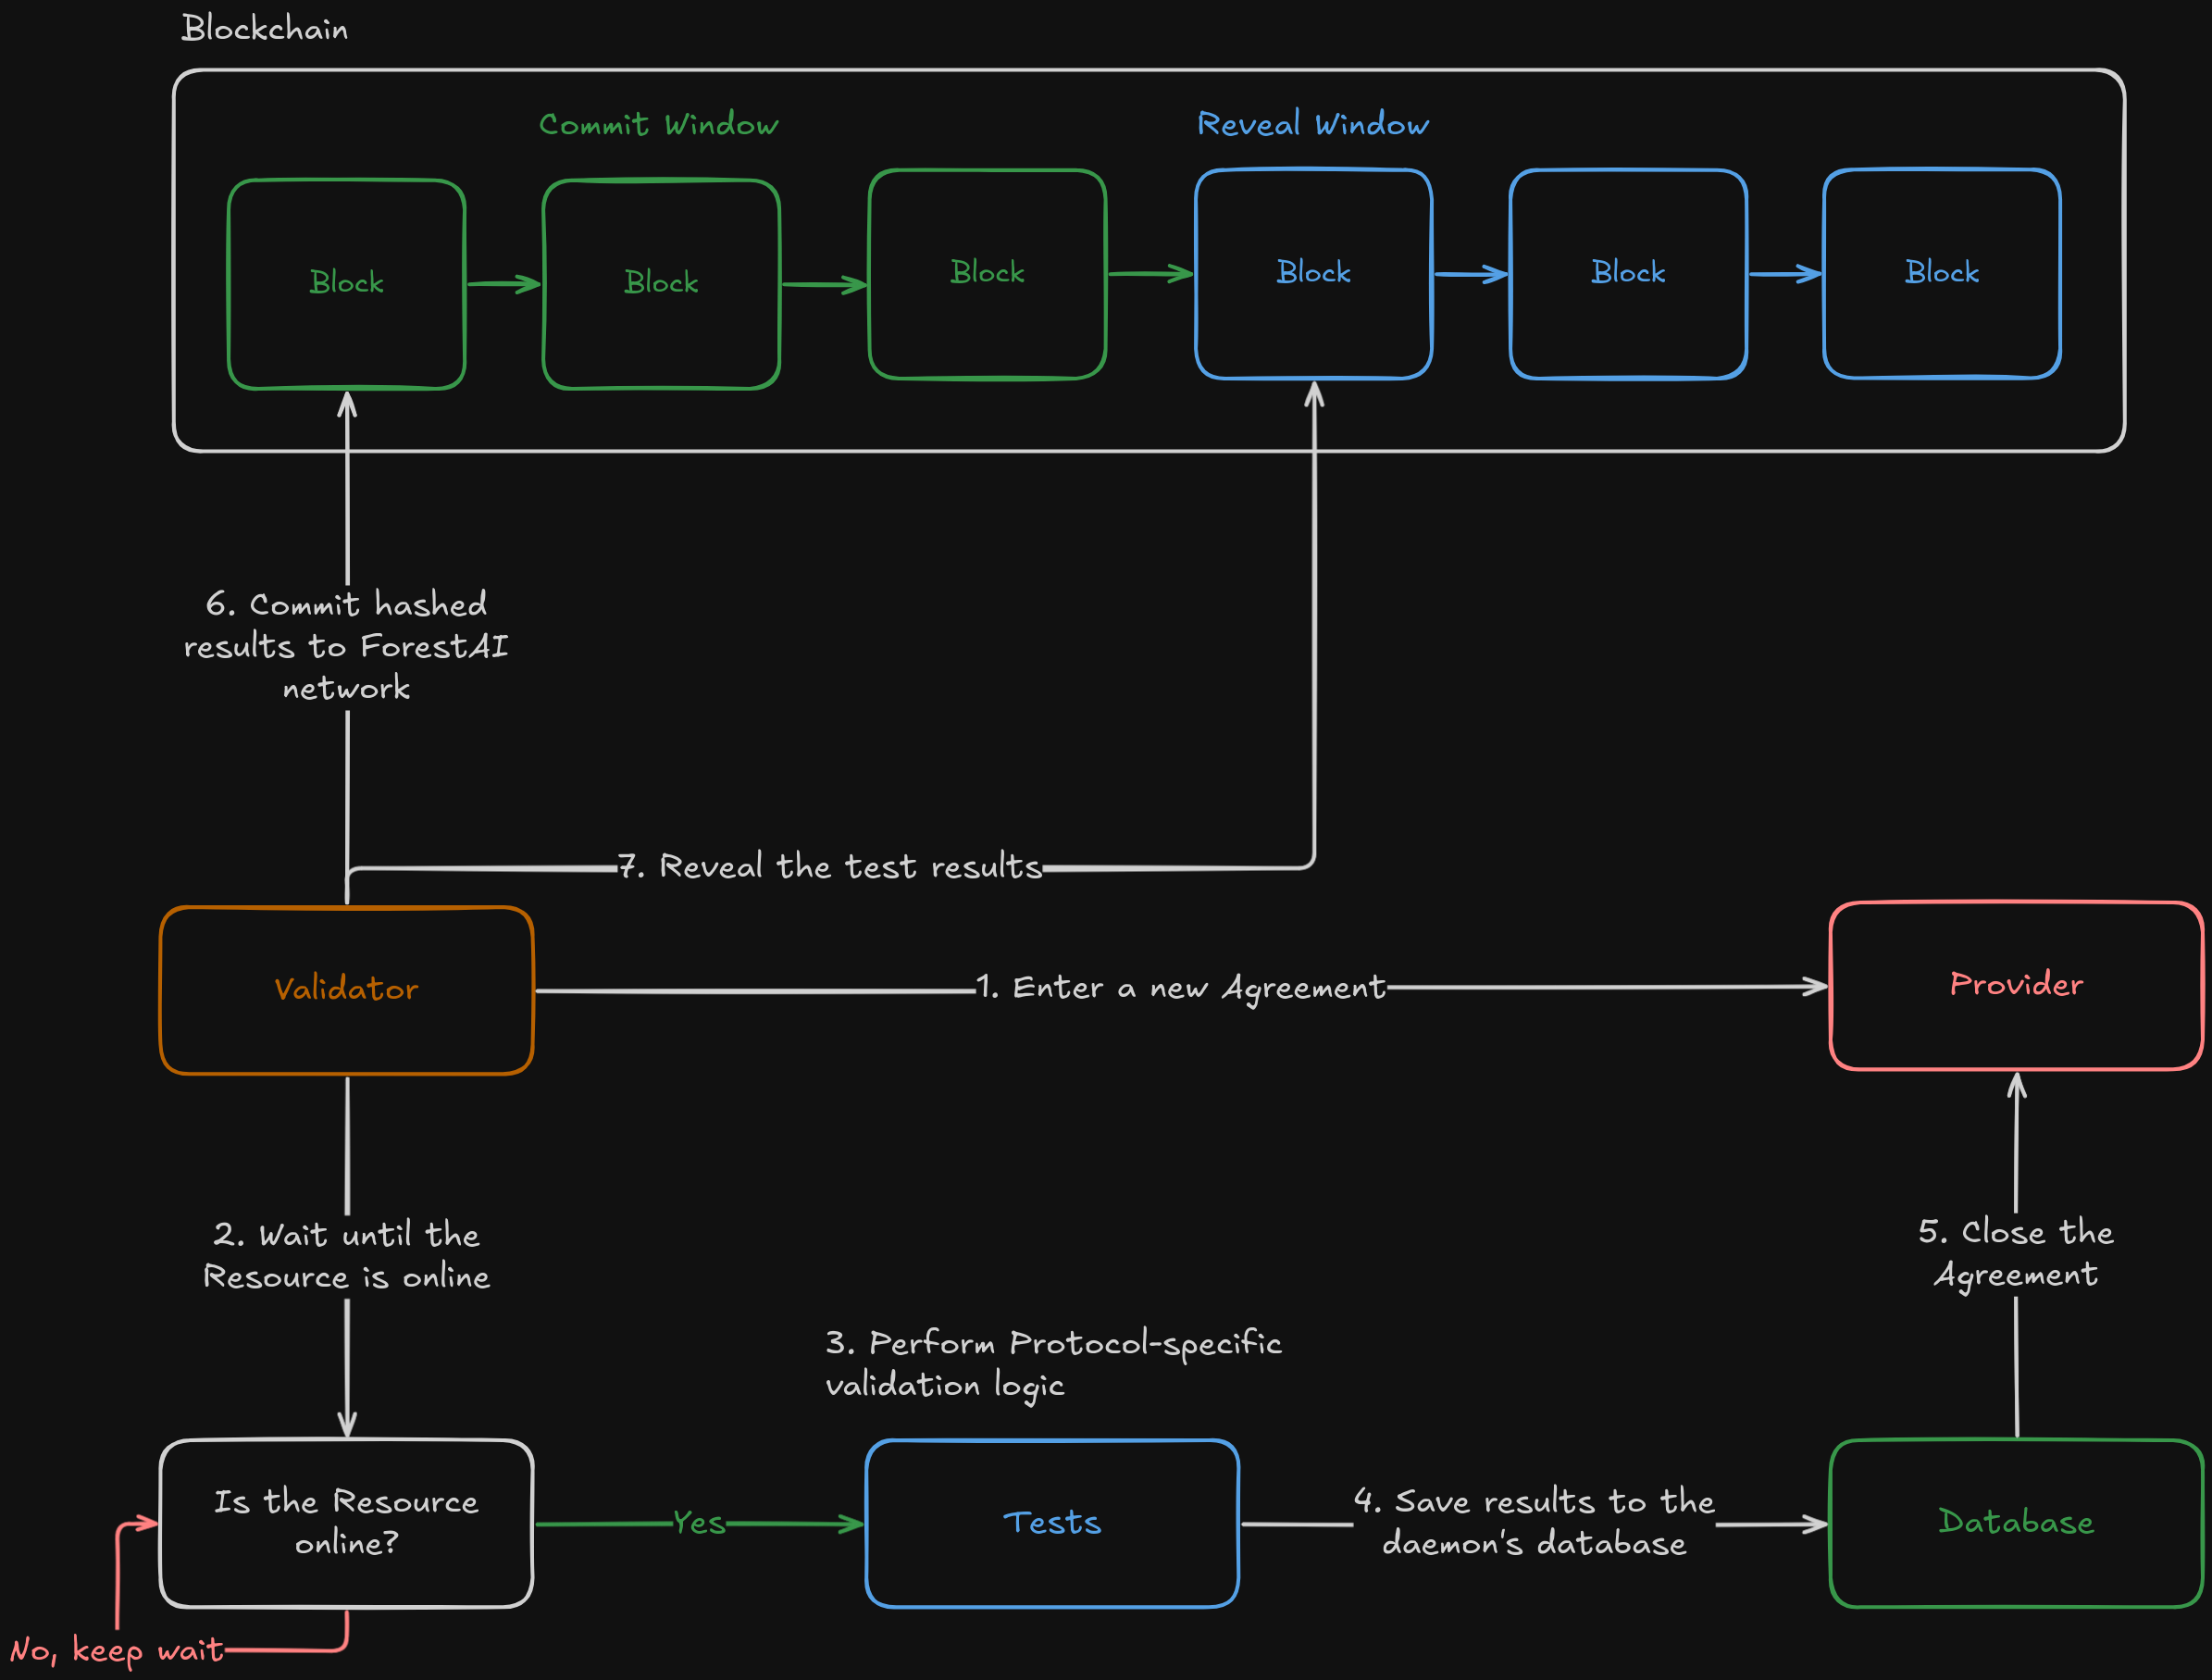 Blockchain
Commit Window
Reveal Window
Block
Block
Block
Block
Block
Block
6. Commit hashed
results to ForestAI
network
7. Reveal the test results
Validator
1. Enter a new Agreement
Provider
2. Wait until the
Resource is online
5. Close the
Agreement
3. Perform Protocol-specific
validation logic
Is the Resource
online?
Yes
Tests
4. Save results to the
daemon's database
Database
No, keep wait